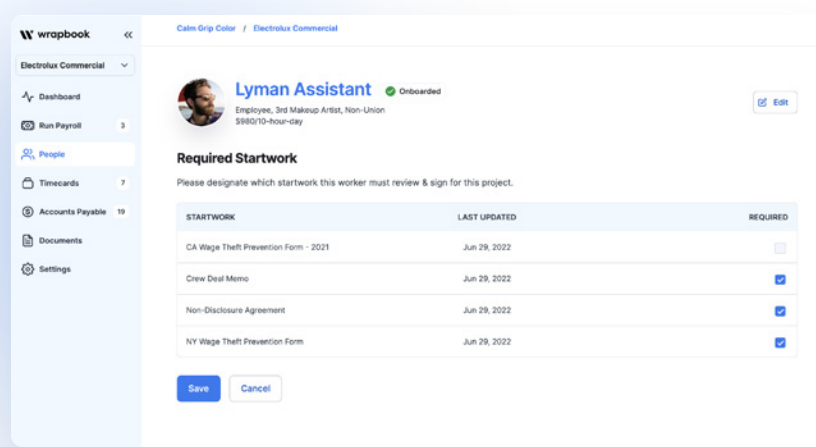 wrapbook
Calm Grip Color / Electrolux Commercial
Electrolux Commercial
Dashboard
Run Payroll 3
People
Timecards 7
Accounts Payable 19
Documents
Settings
Lyman Assistant Onboarded
Employee, 3rd Makeup Artist, Non-Union
$980/10-hour-day
Edit
Required Startwork
Please designate which startwork this worker must review & sign for this project.
STARTWORK LAST UPDATED REQUIRED
CA Wage Theft Prevention Form - 2021 Jun 29, 2022
Crew Deal Memo Jun 29, 2022
Non-Disclosure Agreement Jun 29, 2022
NY Wage Theft Prevention Form Jun 29, 2022
Save Cancel